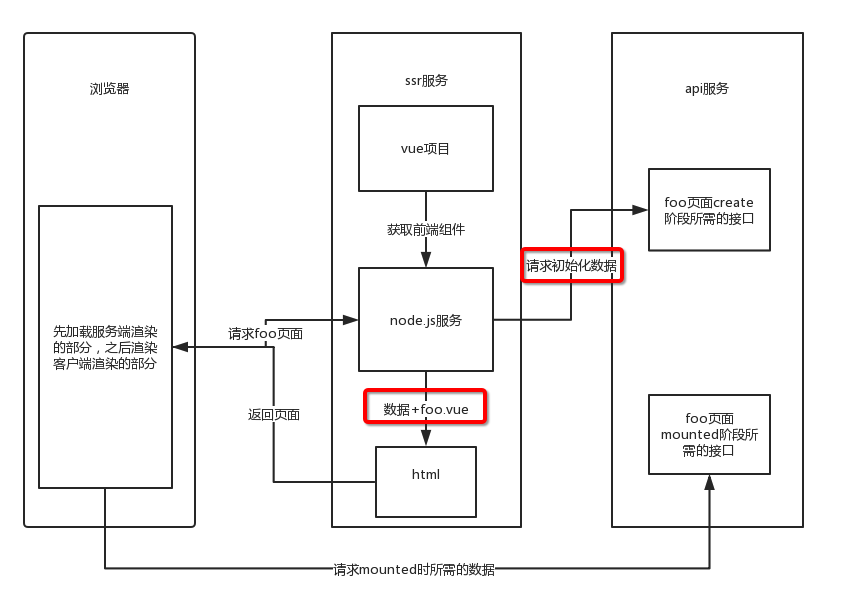 浏览器
ssr服务
api服务
vue项目
获取前端组件
foo页面create
阶段所需的接口
请求初始化数据
node.js服务
请求foo页面
先加载服务端渲染
的部分，之后渲染
客户端渲染的部分
数据+foo.vue
返回页面
html
foo页面
mounted阶段所
需的接口
请求mounted时所需的数据